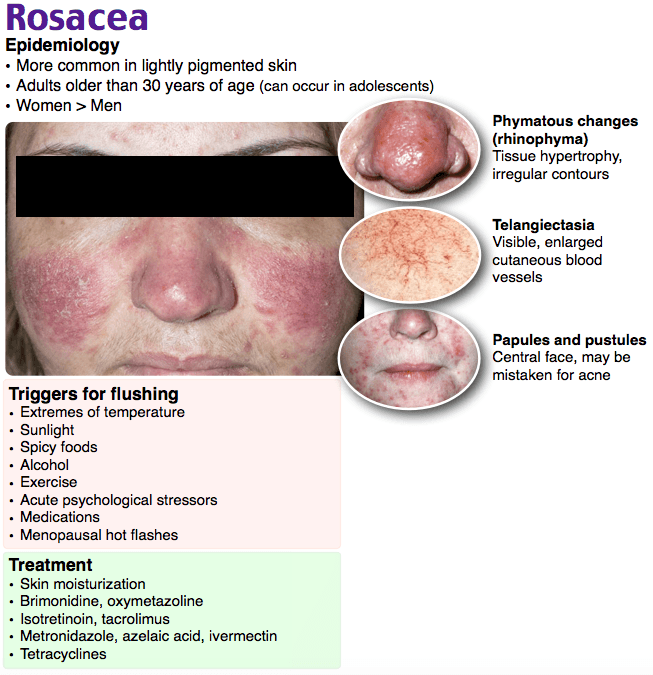 Rosacea
Epidemiology
• More common in lightly pigmented skin
• Adults older than 30 years of age (can occur in adolescents)
• Women > Men
Phymatous changes
(rhinophyma)
Tissue hypertrophy,
irregular contours
Telangiectasia
Visible, enlarged
cutaneous blood
vessels
Papules and pustules
Central face, may be
mistaken for acne
Triggers for flushing
• Extremes of temperature
• Sunlight
• Spicy foods
• Alcohol
• Exercise
• Acute psychological stressors
• Medications
• Menopausal hot flashes
Treatment
• Skin moisturization
• Brimonidine, oxymetazoline
• Isotretinoin, tacrolimus
• Metronidazole, azelaic acid, ivermectin
• Tetracyclines